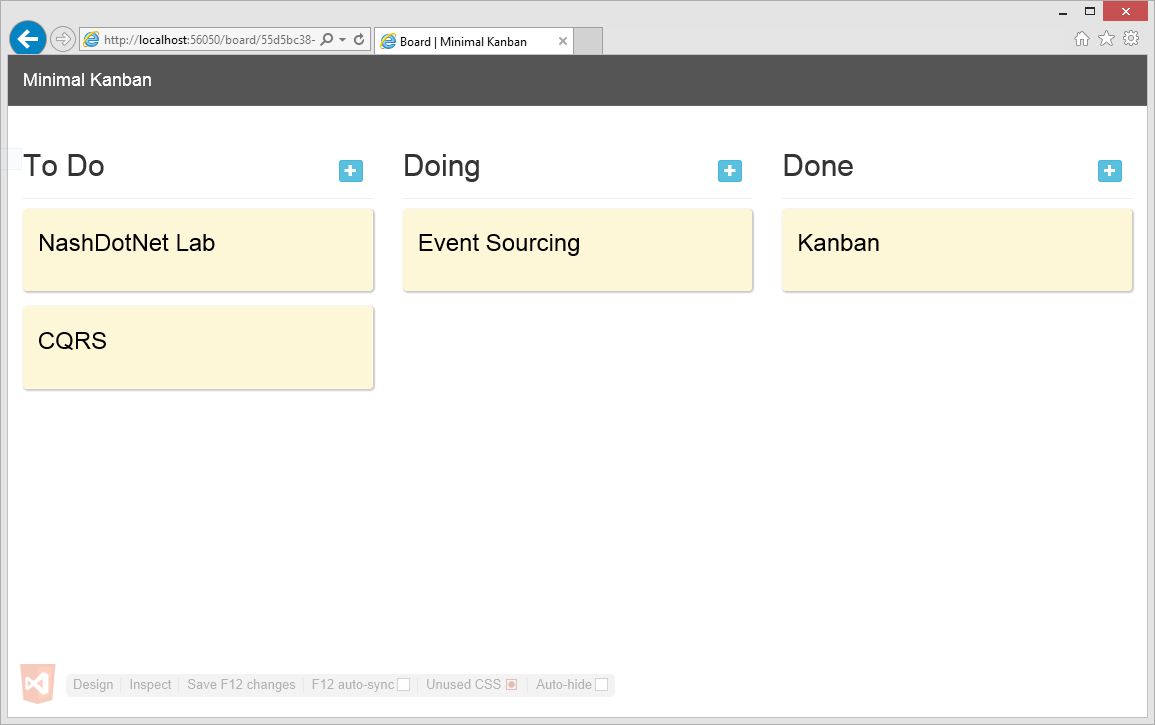 http://localhost:56050/board/55d5bc38-
Board | Minimal Kanban
Minimal Kanban
To Do
Doing
Done
NashDotNet Lab
Event Sourcing
Kanban
CQRS
Design Inspect Save F12 changes F12 auto-sync Unused CSS Auto-hide